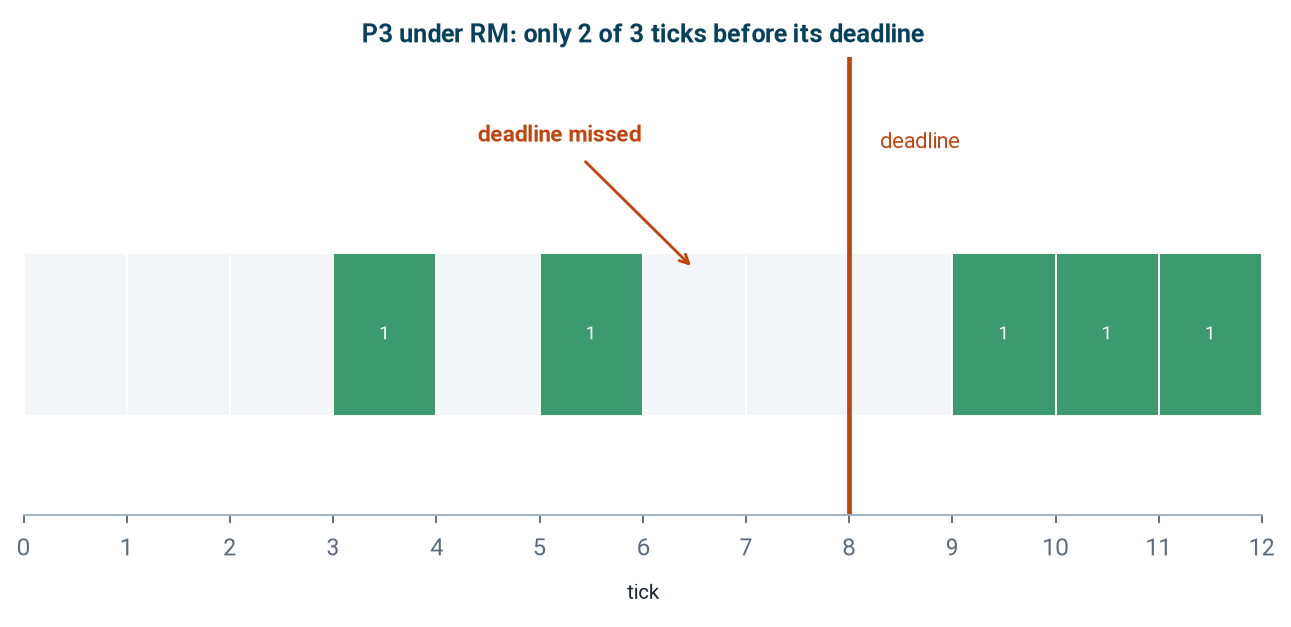 P3 under RM: only 2 of 3 ticks before its deadline
deadline missed
deadline
1 1 1 1 1
0 1 2 3 4 5 6 7 8 9 10 11 12
tick